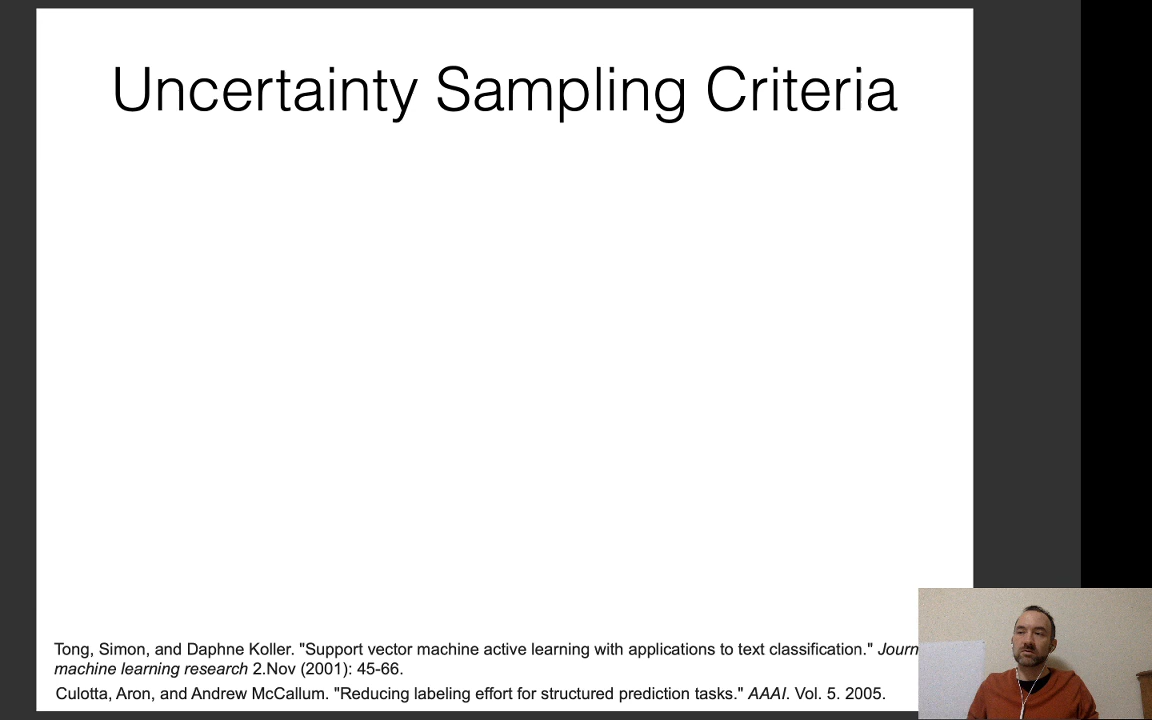 Uncertainty Sampling Criteria
Tong, Simon, and Daphne Koller. "Support vector machine active learning with applications to text classification." Journ
machine learning research 2.Nov (2001): 45-66.
Culotta, Aron, and Andrew McCallum. "Reducing labeling effort for structured prediction tasks." AAAI. Vol. 5. 2005.